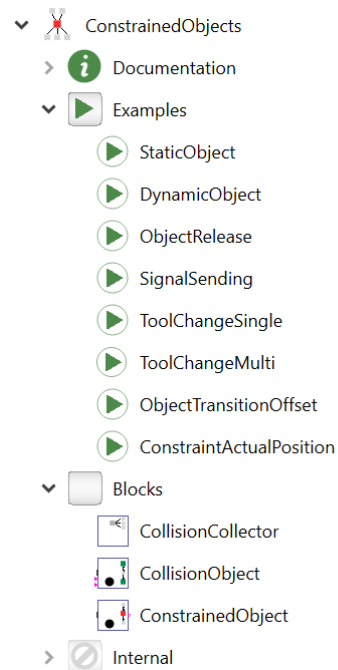 ConstrainedObjects
Documentation
Examples
StaticObject
DynamicObject
ObjectRelease
SignalSending
ToolChangeSingle
ToolChangeMulti
ObjectTransitionOffset
ConstraintActualPosition
Blocks
CollisionCollector
CollisionObject
ConstrainedObject
Internal